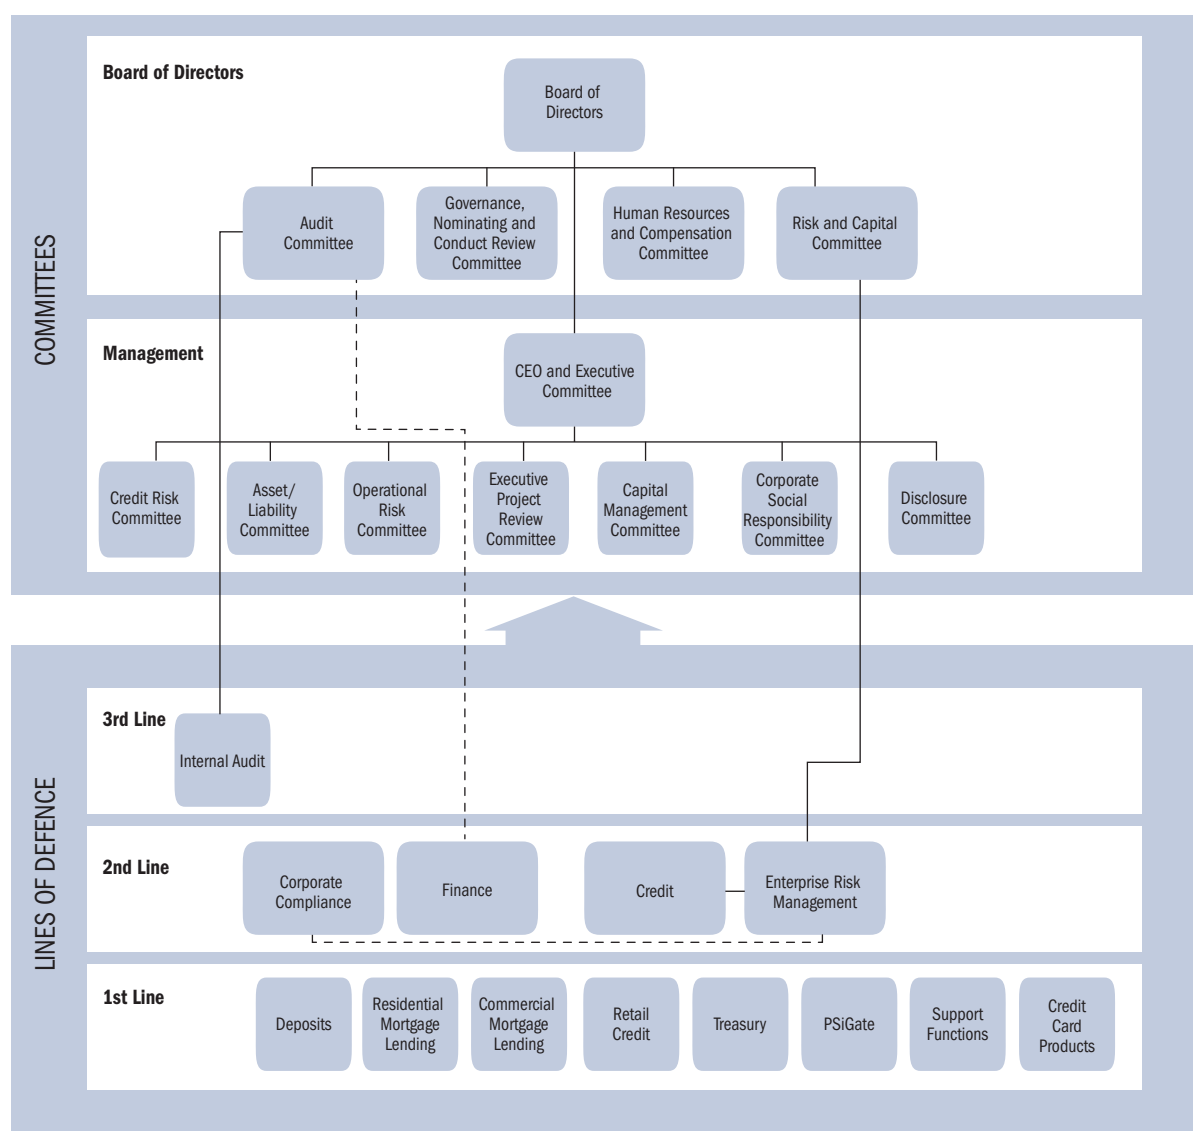 COMMITTEES
Board of Directors
Board of
Directors
Audit
Committee
Governance,
Nominating and
Conduct Review
Committee
Human Resources
and Compensation
Committee
Risk and Capital
Committee
Management
CEO and Executive
Committee
Credit Risk
Committee
Asset/
Liability
Committee
Operational
Risk
Committee
Executive
Project
Review
Committee
Capital
Management
Committee
Corporate
Social
Responsibility
Committee
Disclosure
Committee
LINES OF DEFENCE
3rd Line
Internal Audit
2nd Line
Corporate
Compliance
Finance
Credit
Enterprise Risk
Management
1st Line
Deposits
Residential
Mortgage
Lending
Commercial
Mortgage
Lending
Retail
Credit
Treasury
PSiGate
Support
Functions
Credit
Card
Products